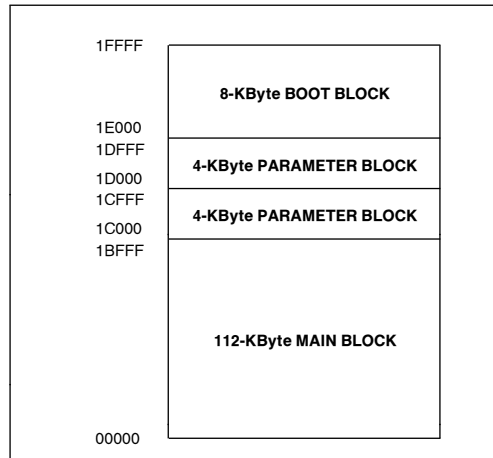 1FFFF
8-KByte BOOT BLOCK
1E000
1DFFF
4-KByte PARAMETER BLOCK
1D000
1CFFF
4-KByte PARAMETER BLOCK
1C000
1BFFF
112-KByte MAIN BLOCK
00000